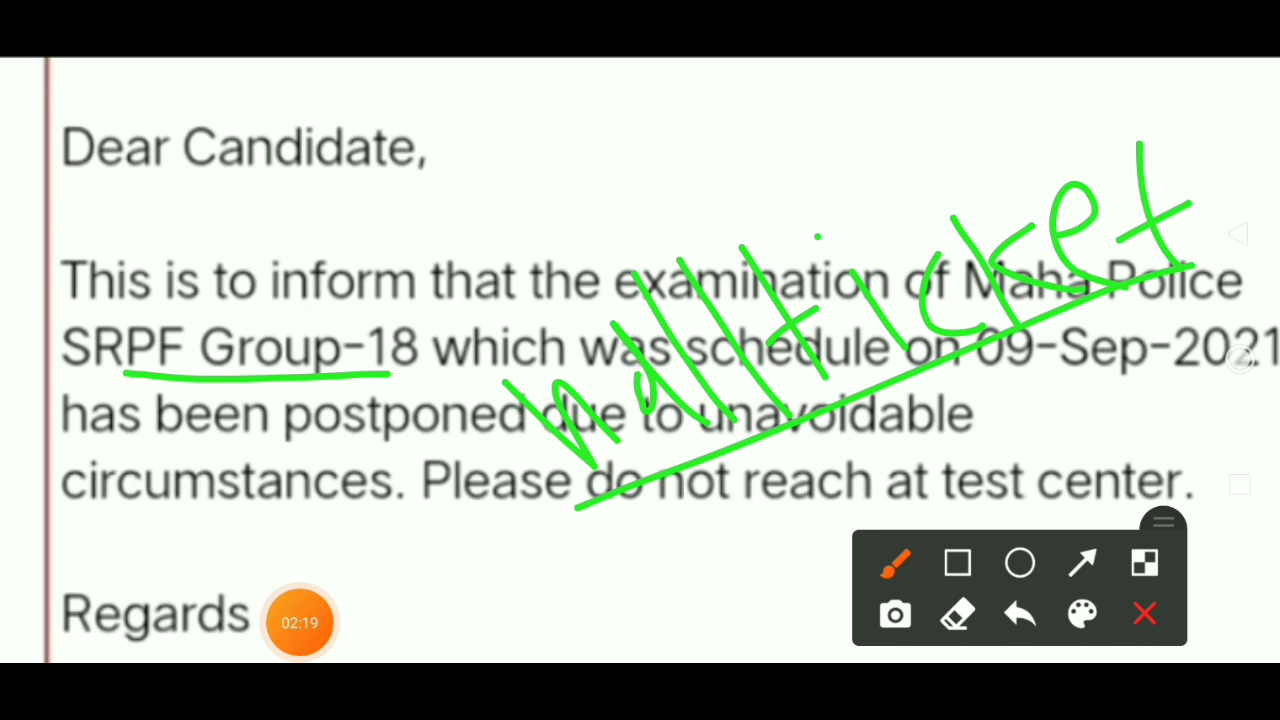 Dear Candidate,
This is to inform that the examination of Maha Police
SRPF Group-18 which was schedule on 09-Sep-2021
has been postponed due to unavoidable
circumstances. Please do not reach at test center.
hallticket
Regards
02:19